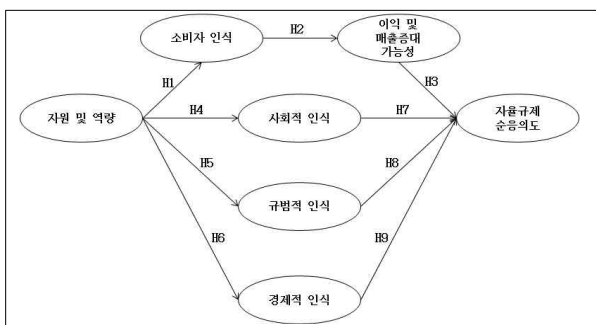 소비자 인식
H2
이익 및
매출증대
가능성
H1
H3
자원 및 역량
H4
사회적 인식
H7
자율규제
순응의도
H5
H8
규범적 인식
H6
H9
경제적 인식